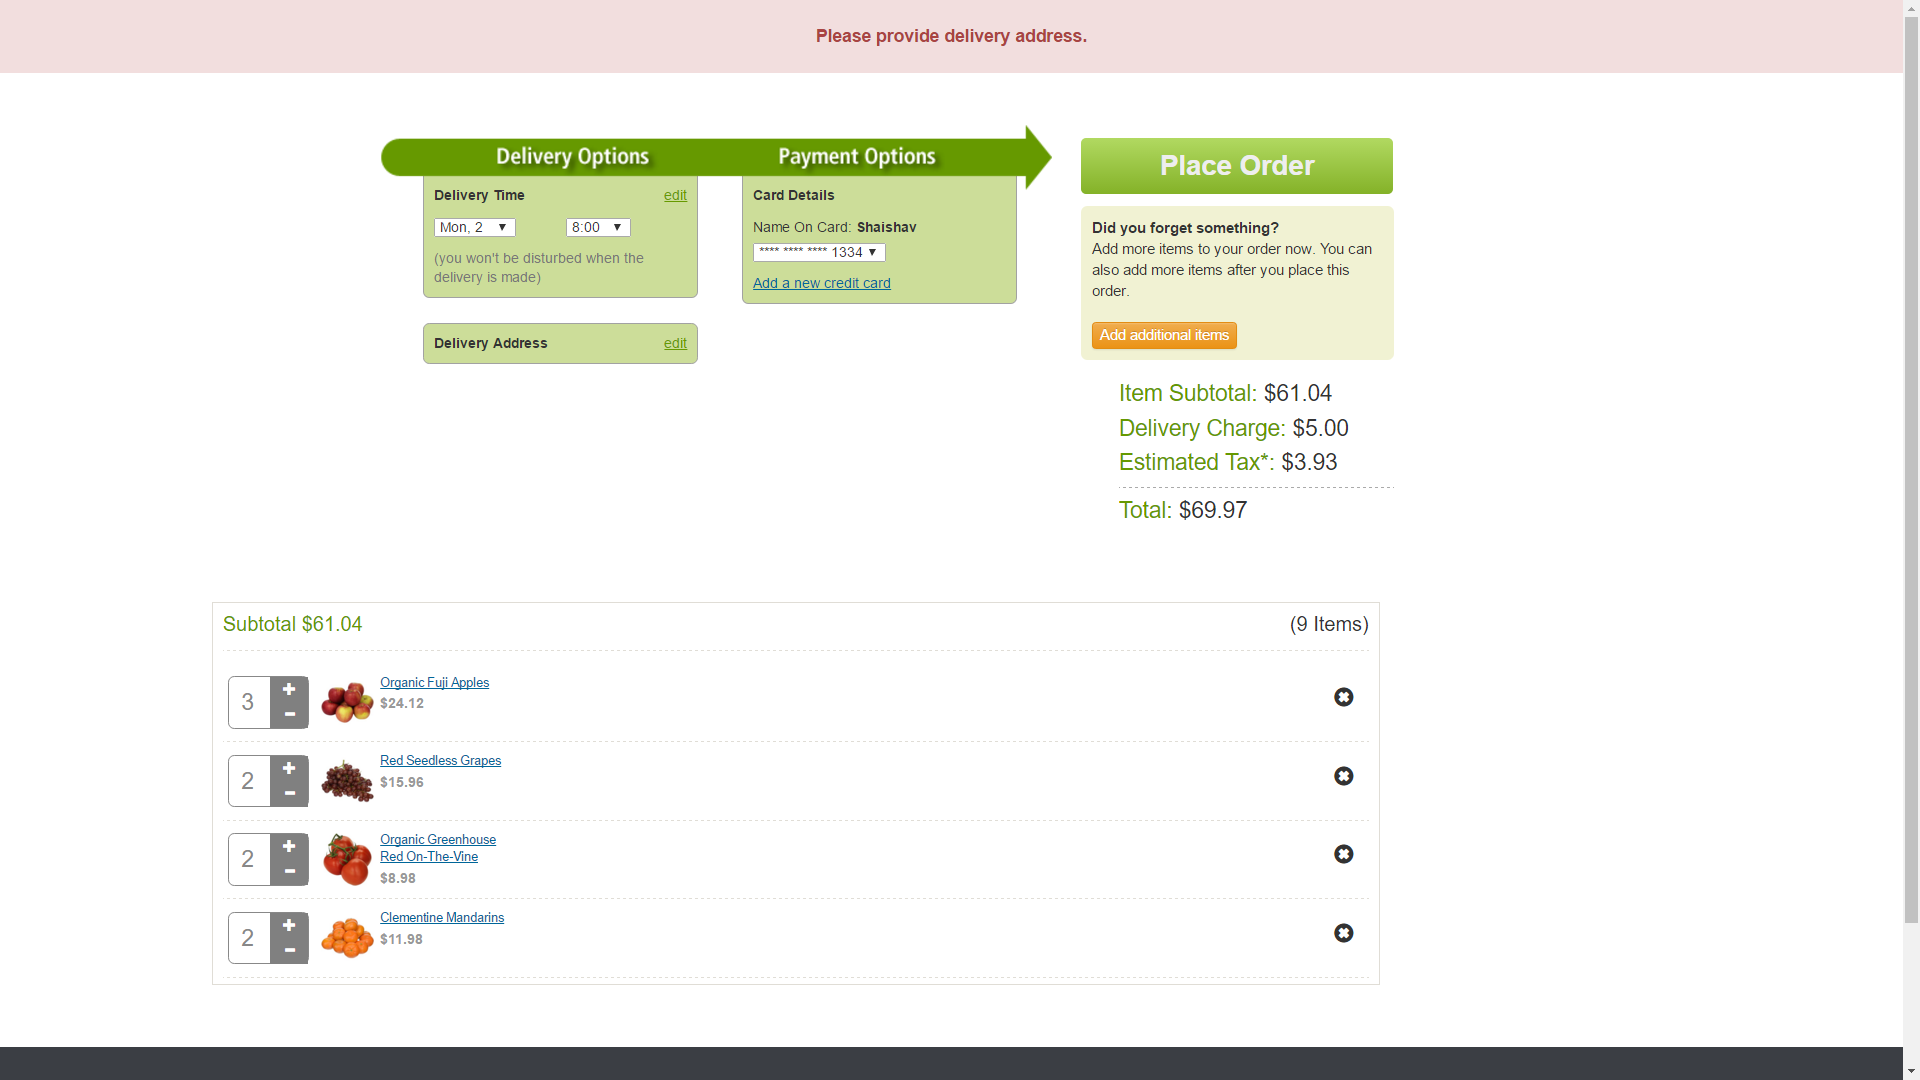 Please provide delivery address.
Delivery Options
Payment Options
Delivery Time
edit
Mon, 2 ▼
8:00 ▼
(you won't be disturbed when the
delivery is made)
Delivery Address
edit
Card Details
Name On Card: Shaishav
**** **** **** 1334 ▼
Add a new credit card
Place Order
Did you forget something?
Add more items to your order now. You can
also add more items after you place this
order.
Add additional items
Item Subtotal: $61.04
Delivery Charge: $5.00
Estimated Tax*: $3.93
Total: $69.97
Subtotal $61.04
(9 Items)
3
Organic Fuji Apples
$24.12
2
Red Seedless Grapes
$15.96
2
Organic Greenhouse
Red On-The-Vine
$8.98
2
Clementine Mandarins
$11.98